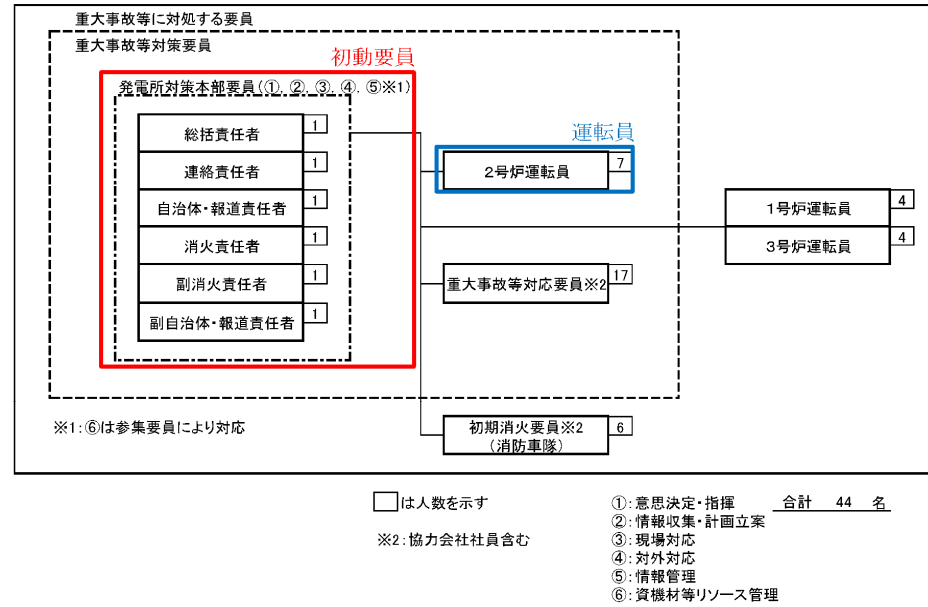 重大事故等に対処する要員
重大事故等対策要員
初動要員
発電所対策本部要員(①, ②, ③, ④, ⑤※1)
総括責任者 1
連絡責任者 1
自治体・報道責任者 1
消火責任者 1
副消火責任者 1
副自治体・報道責任者 1
運転員
2号炉運転員 7
1号炉運転員 4
3号炉運転員 4
重大事故等対応要員※2 17
初期消火要員※2 6
(消防車隊)
※1:⑥は参集要員により対応
は人数を示す
※2:協力会社社員含む
①:意思決定・指揮
合計 44 名
②:情報収集・計画立案
③:現場対応
④:対外対応
⑤:情報管理
⑥:資機材等リソース管理